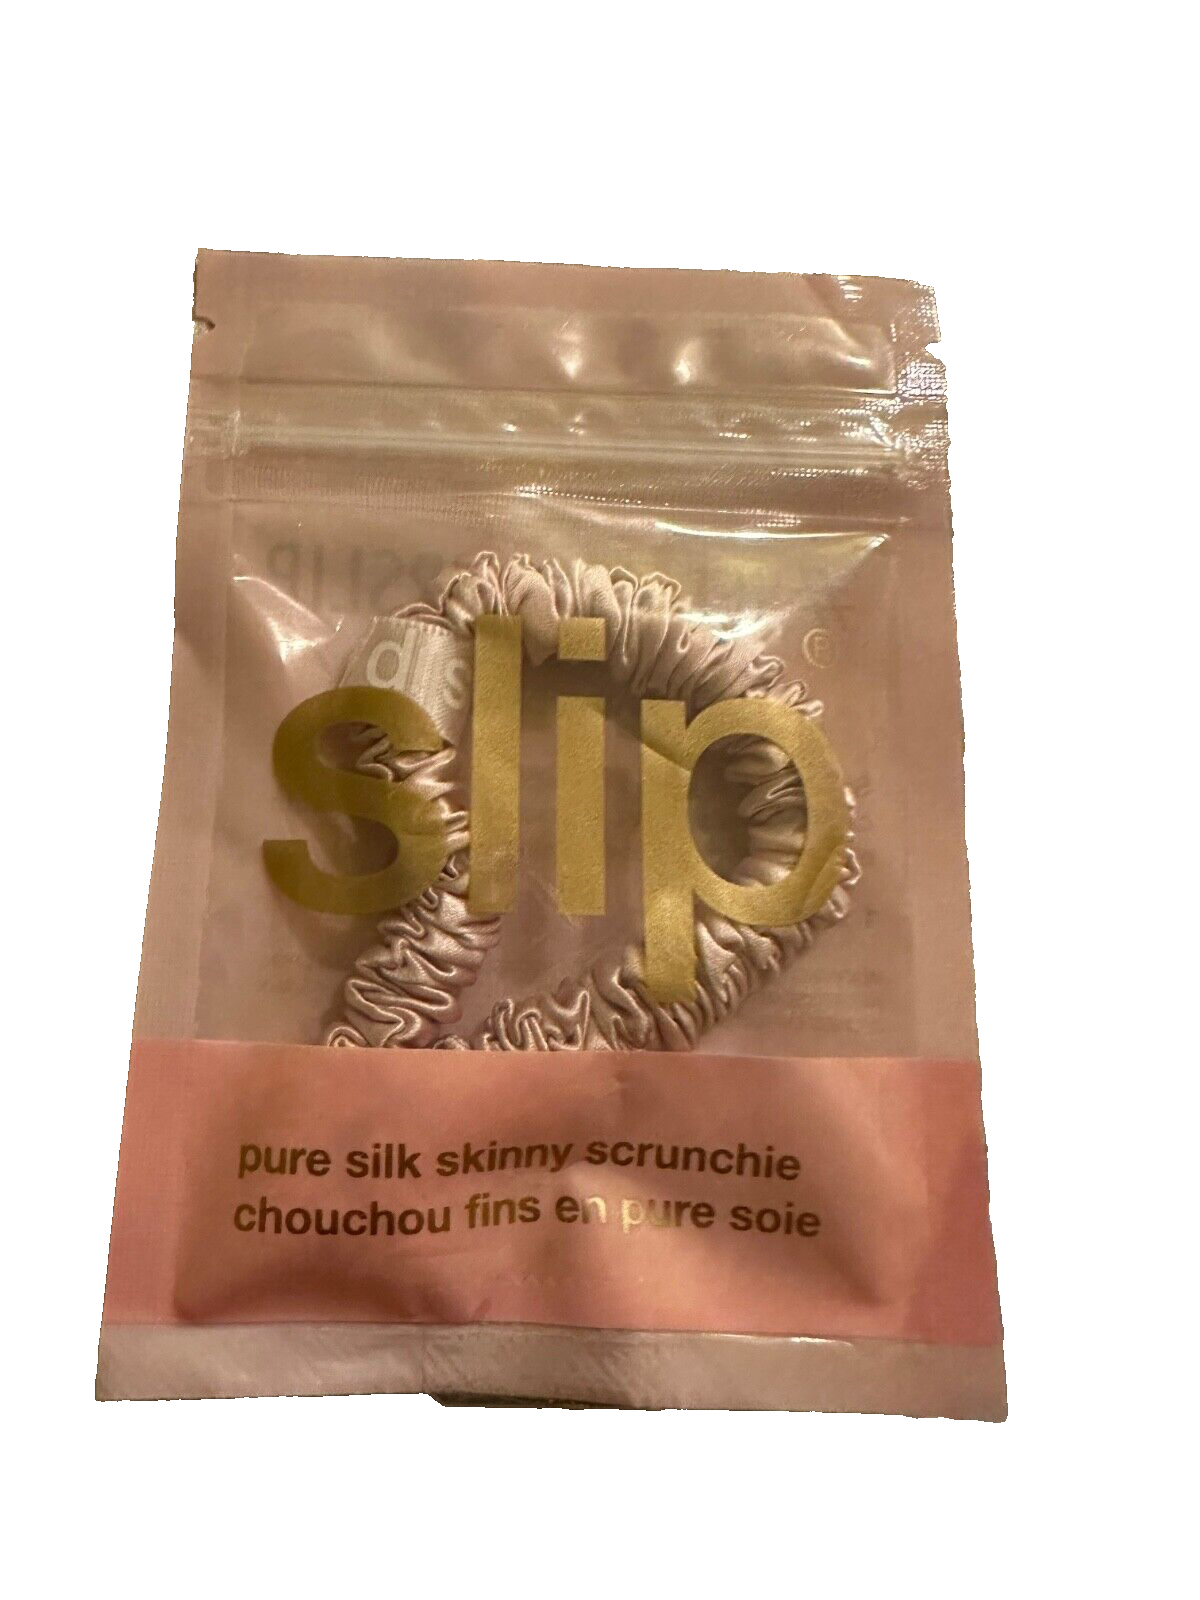 slip®
pure silk skinny scrunchie
chouchou fins en pure soie